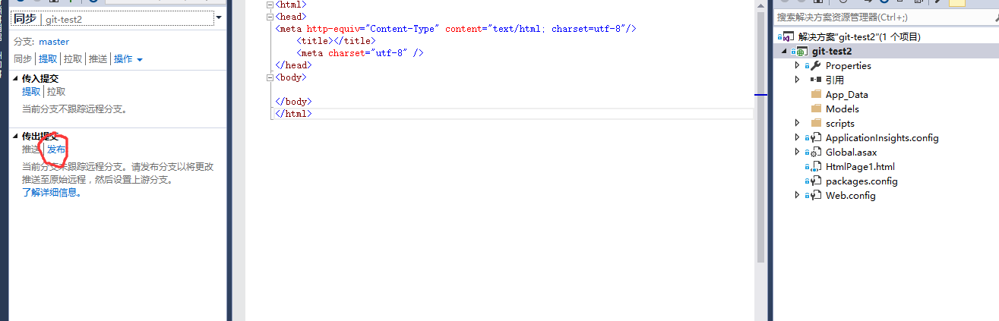 同步 | git-test2
分支: master
同步 | 提取 | 拉取 | 推送 | 操作
传入提交
提取 | 拉取
当前分支不跟踪远程分支。
传出提交
推送 | 发布
当前分支未跟踪远程分支。请发布分支以将更改
推送至原始远程，然后设置上游分支。
了解详细信息。
<html>
<head>
<meta http-equiv="Content-Type" content="text/html; charset=utf-8"/>
<title></title>
<meta charset="utf-8" />
</head>
<body>
</body>
</html>
搜索解决方案资源管理器(Ctrl+;)
解决方案"git-test2"(1 个项目)
git-test2
Properties
引用
App_Data
Models
scripts
ApplicationInsights.config
Global.asax
HtmlPage1.html
packages.config
Web.config